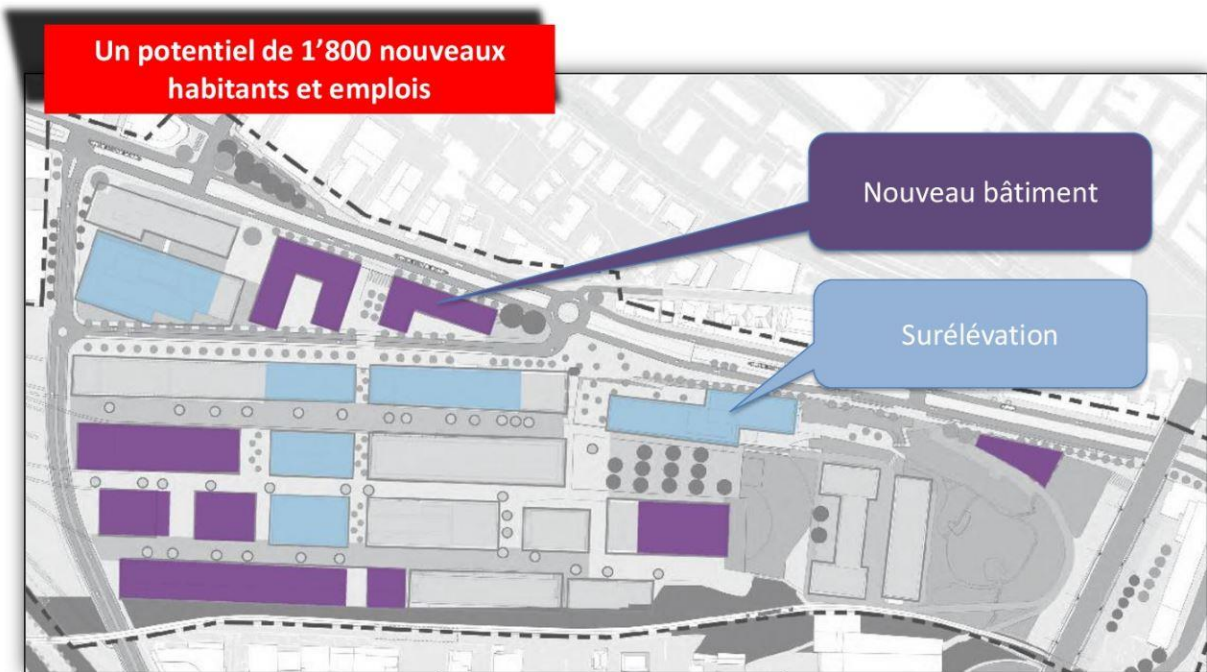 Un potentiel de 1’800 nouveaux
habitants et emplois
Nouveau bâtiment
Surélévation